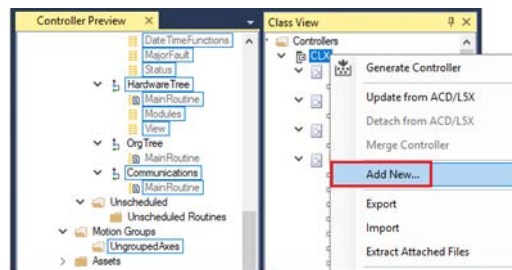 Controller Preview
DateTimeFunctions
MajorFault
Status
HardwareTree
MainRoutine
Modules
View
OrgTree
MainRoutine
Communications
MainRoutine
Unscheduled
Unscheduled Routines
Motion Groups
UngroupedAxes
Assets
Class View
Controllers
CLX
Generate Controller
Update from ACD/L5X
Detach from ACD/L5X
Merge Controller
Add New...
Export
Import
Extract Attached Files